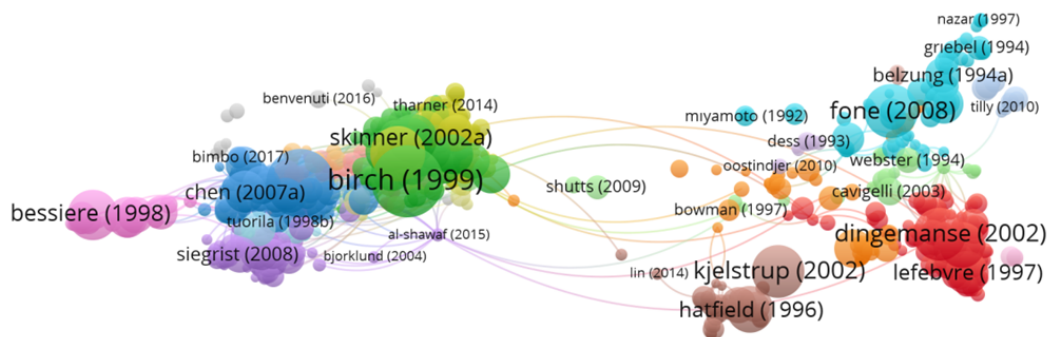 nazar (1997)
griebel (1994)
belzung (1994a)
benvenuti (2016)
tharner (2014)
fone (2008)
tilly (2010)
miyamoto (1992)
skinner (2002a)
dess (1993)
bimbo (2017)
oostindjer (2010)
webster (1994)
birch (1999)
shutts (2009)
chen (2007a)
cavigelli (2003)
bessiere (1998)
bowman (1997)
tuorila (1998b)
al-shawaf (2015)
dingemanse (2002)
siegrist (2008)
bjorklund (2004)
lin (2014)
kjelstrup (2002)
lefebvre (1997)
hatfield (1996)